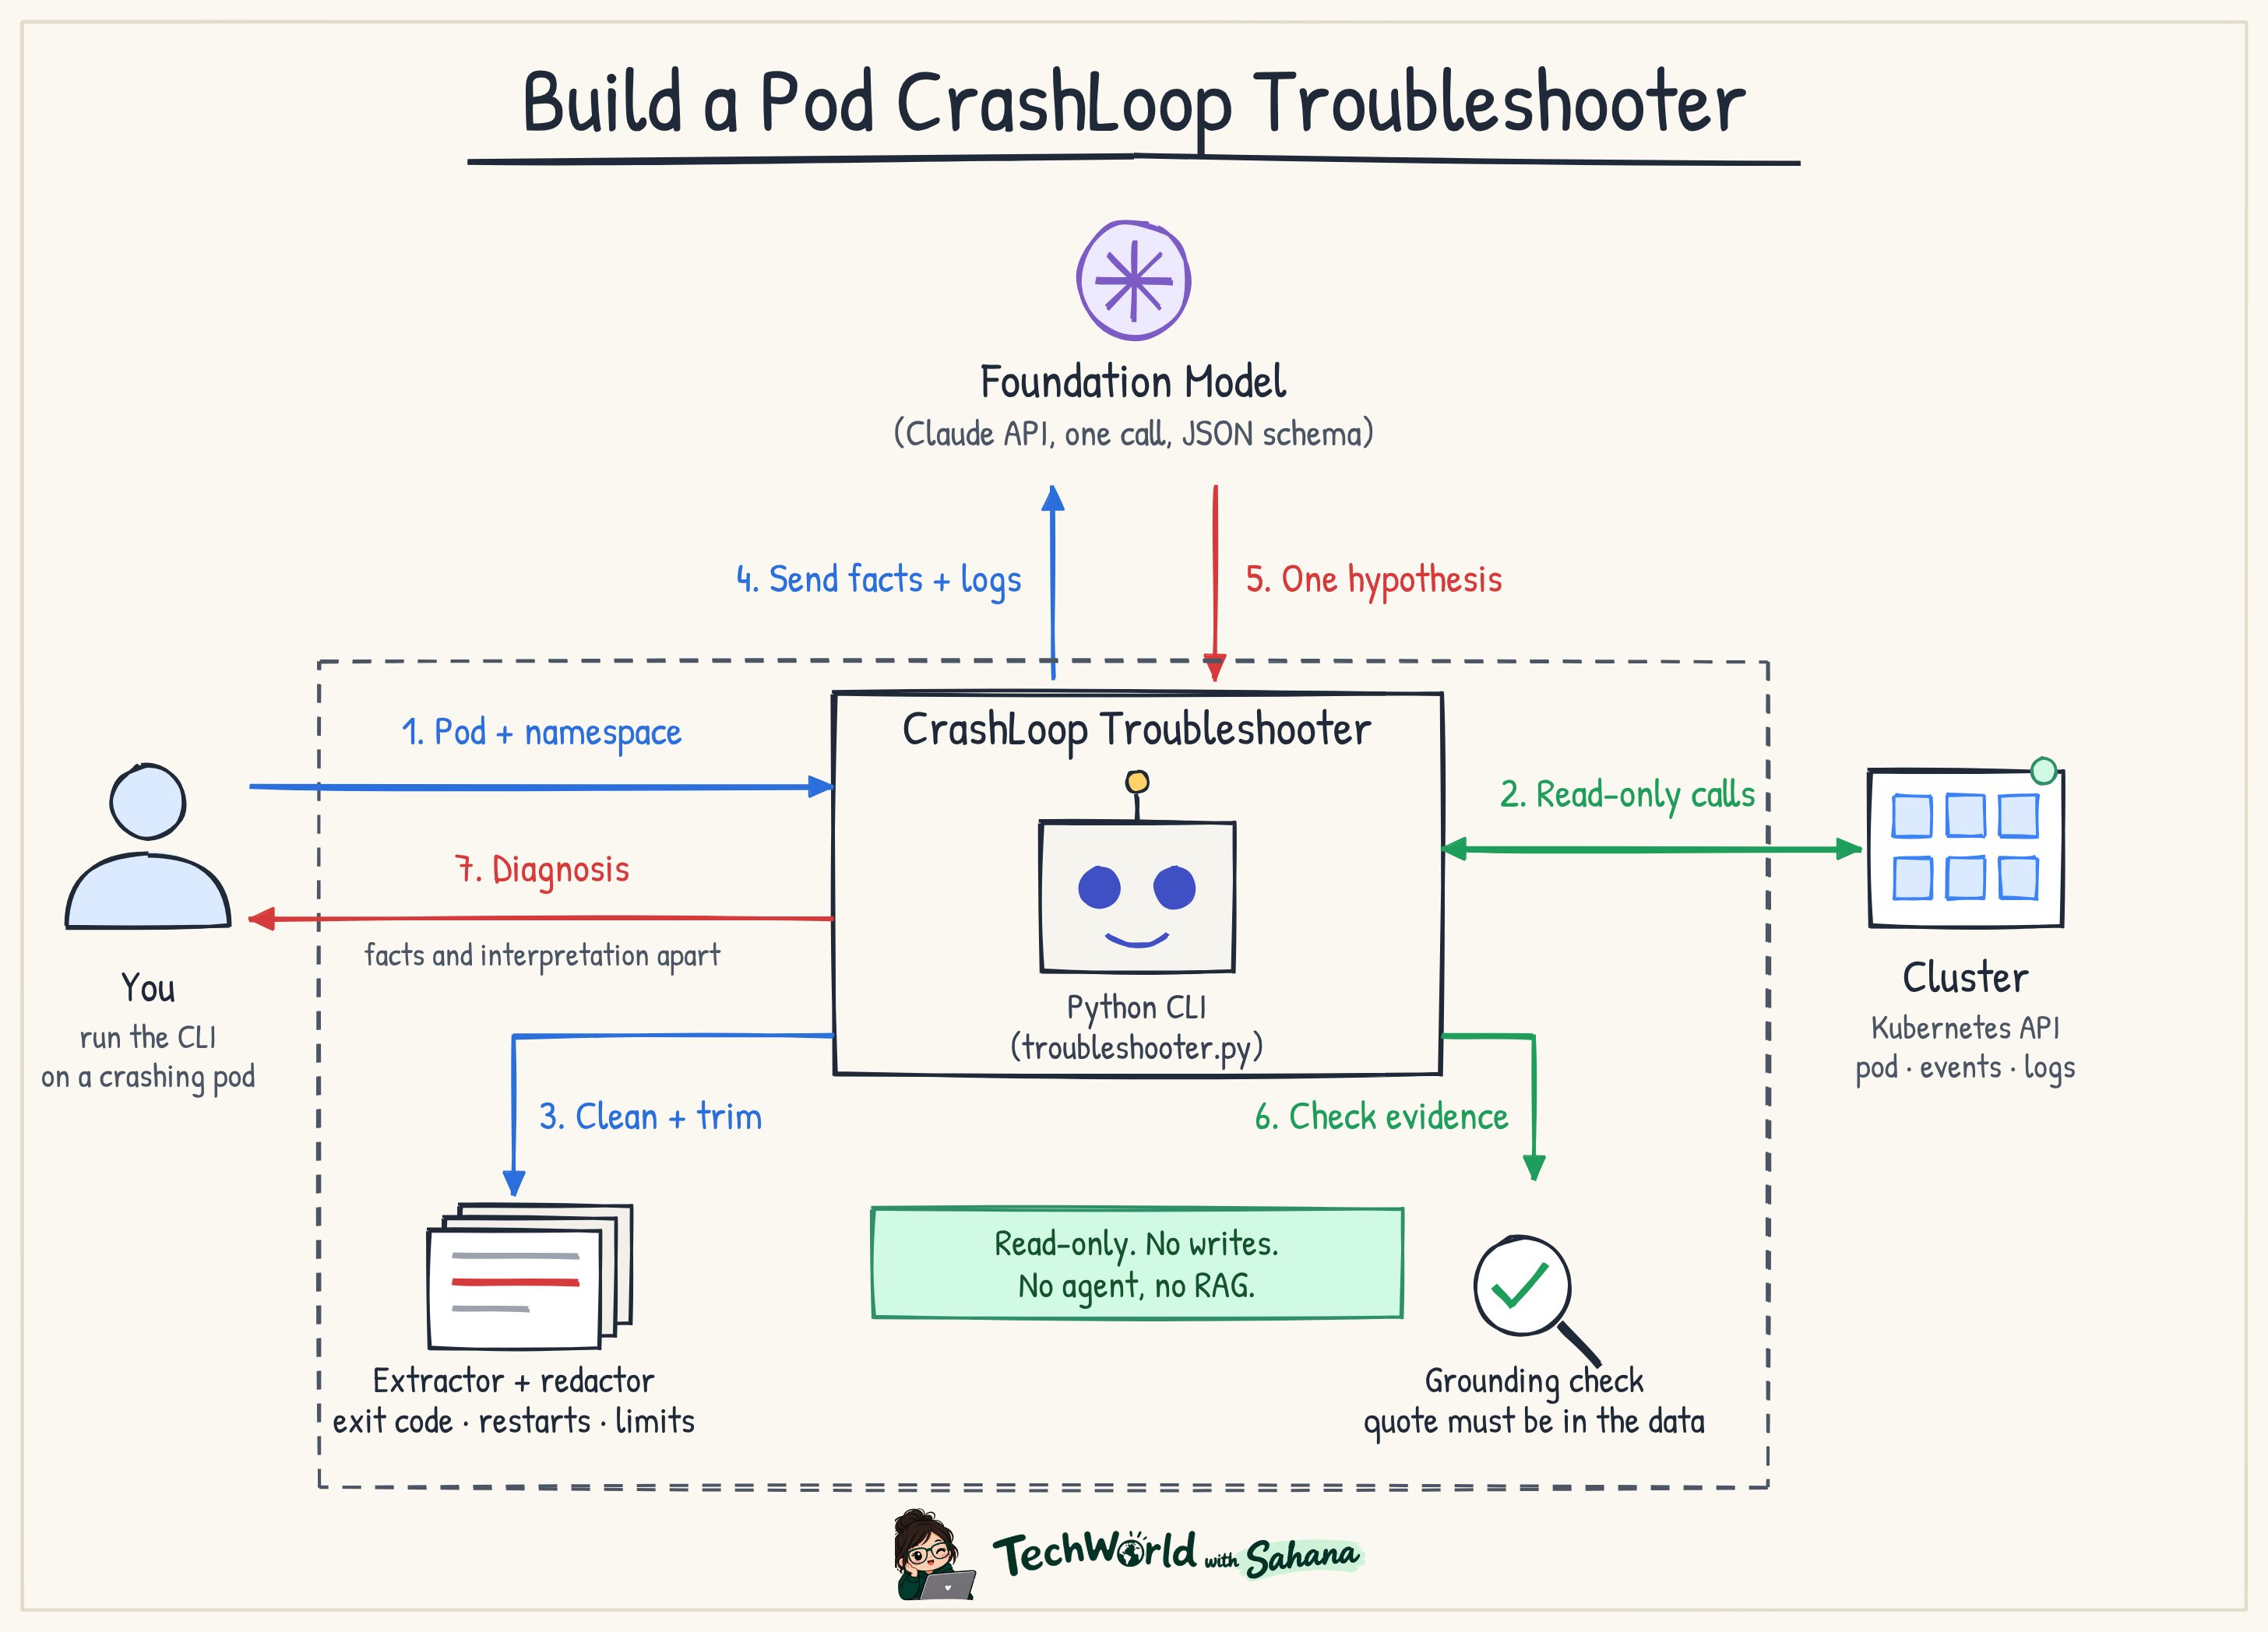 Build a Pod CrashLoop Troubleshooter
Foundation Model
(Claude API, one call, JSON schema)
4. Send facts + logs
5. One hypothesis
1. Pod + namespace
CrashLoop Troubleshooter
2. Read-only calls
7. Diagnosis
facts and interpretation apart
You
run the CLI
on a crashing pod
Python CLI
(troubleshooter.py)
Cluster
Kubernetes API
pod · events · logs
3. Clean + trim
6. Check evidence
Read-only. No writes.
No agent, no RAG.
Extractor + redactor
exit code · restarts · limits
Grounding check
quote must be in the data
TechWorld with Sahana